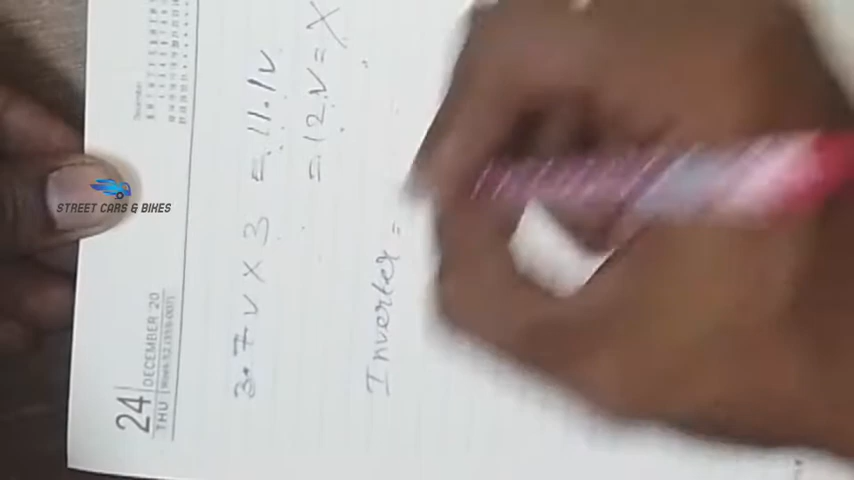 24
THU
DECEMBER 20
3.7V X 3 = 11.1V
= 12V = X
Inverter =
STREET CARS & BIKES